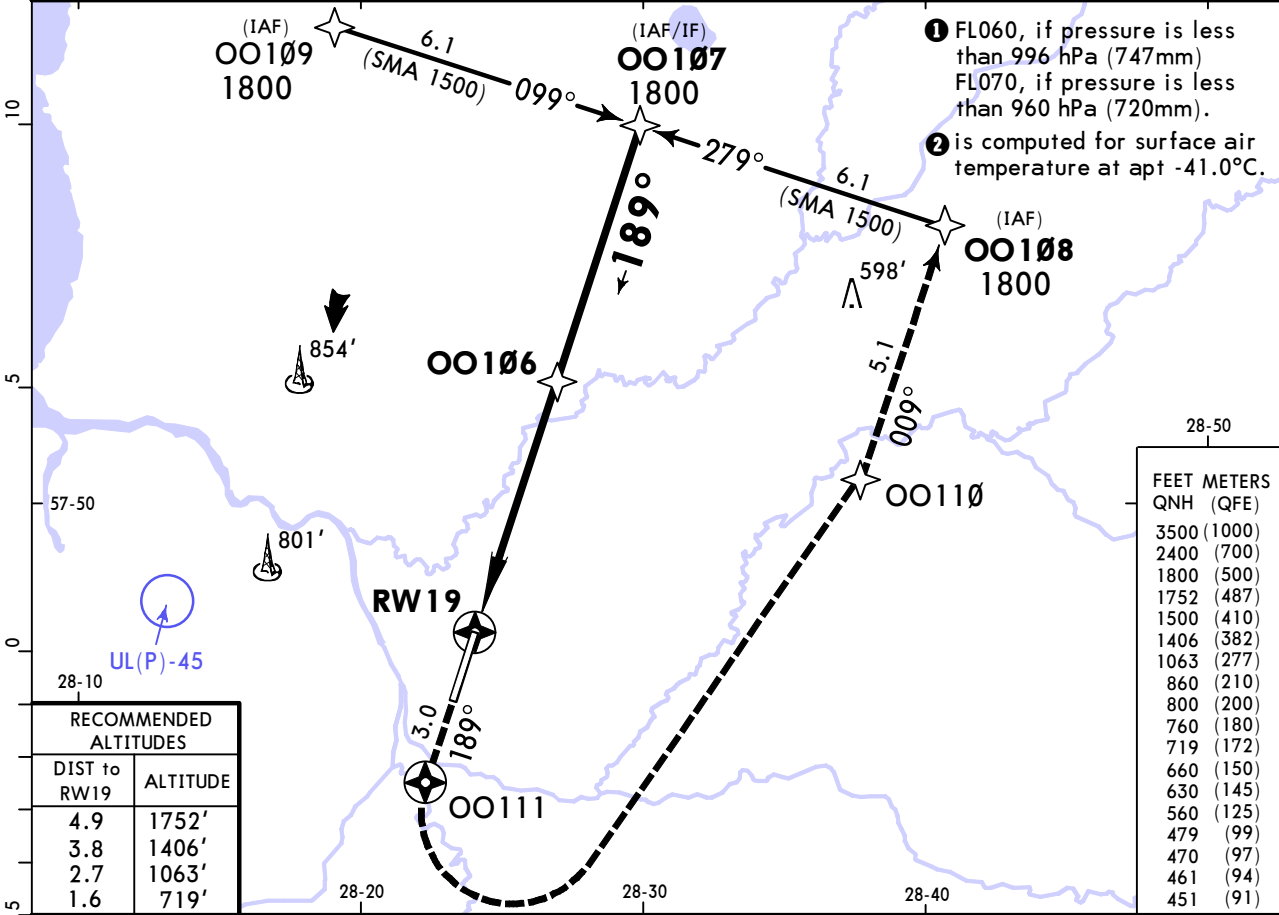 (IAF)
OO1Ø9
1800
6.1
(SMA 1500)
099°
(IAF/IF)
OO1Ø7
1800
❶ FL060, if pressure is less
than 996 hPa (747mm)
FL070, if pressure is less
than 960 hPa (720mm).
❷ is computed for surface air
temperature at apt -41.0°C.
10
279°
6.1
(SMA 1500)
189°
(IAF)
OO1Ø8
1800
598'
854'
OO1Ø6
5
5.1
009°
28-50
57-50
OO11Ø
801'
RW19
0
UL(P)-45
28-10
3.0
189°
OO111
RECOMMENDED
ALTITUDES
DIST to
RW19
ALTITUDE
4.9 1752'
3.8 1406'
2.7 1063'
1.6 719'
5
28-20
28-30
28-40
FEET METERS
QNH (QFE)
3500 (1000)
2400 (700)
1800 (500)
1752 (487)
1500 (410)
1406 (382)
1063 (277)
860 (210)
800 (200)
760 (180)
719 (172)
660 (150)
630 (145)
560 (125)
479 (99)
470 (97)
461 (94)
451 (91)